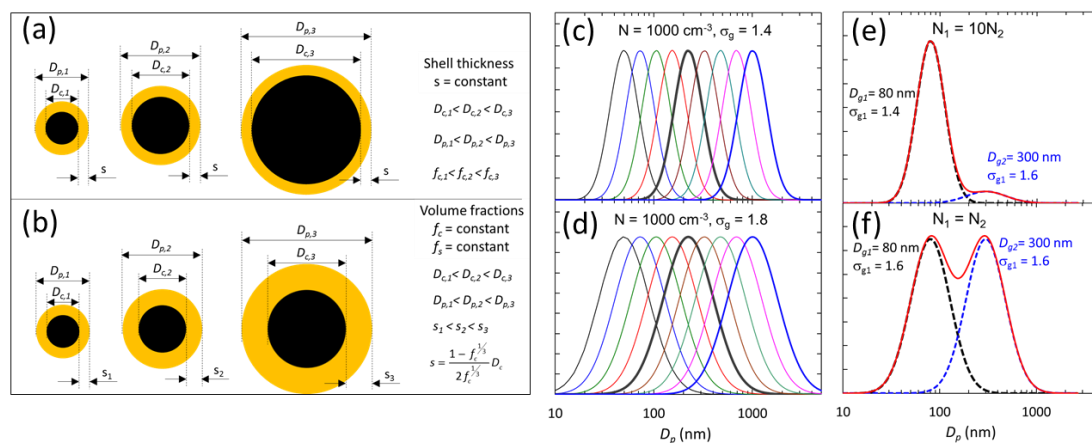 (a)
D_p,1
D_c,1
s
D_p,2
D_c,2
s
D_p,3
D_c,3
s
Shell thickness
s = constant
D_c,1 < D_c,2 < D_c,3
D_p,1 < D_p,2 < D_p,3
f_c,1 < f_c,2 < f_c,3
(b)
D_p,1
D_c,1
s_1
D_p,2
D_c,2
s_2
D_p,3
D_c,3
s_3
Volume fractions
f_c = constant
f_s = constant
D_c,1 < D_c,2 < D_c,3
D_p,1 < D_p,2 < D_p,3
s_1 < s_2 < s_3
s = (1 − f_c^(1/3)) / (2f_c^(1/3)) D_c
(c)
N = 1000 cm⁻³, σ_g = 1.4
(d)
N = 1000 cm⁻³, σ_g = 1.8
10 100 1000
D_p (nm)
(e)
N_1 = 10N_2
D_g1 = 80 nm
σ_g1 = 1.4
D_g2 = 300 nm
σ_g1 = 1.6
(f)
N_1 = N_2
D_g1 = 80 nm
σ_g1 = 1.6
D_g2 = 300 nm
σ_g1 = 1.6
10 100 1000
D_p (nm)